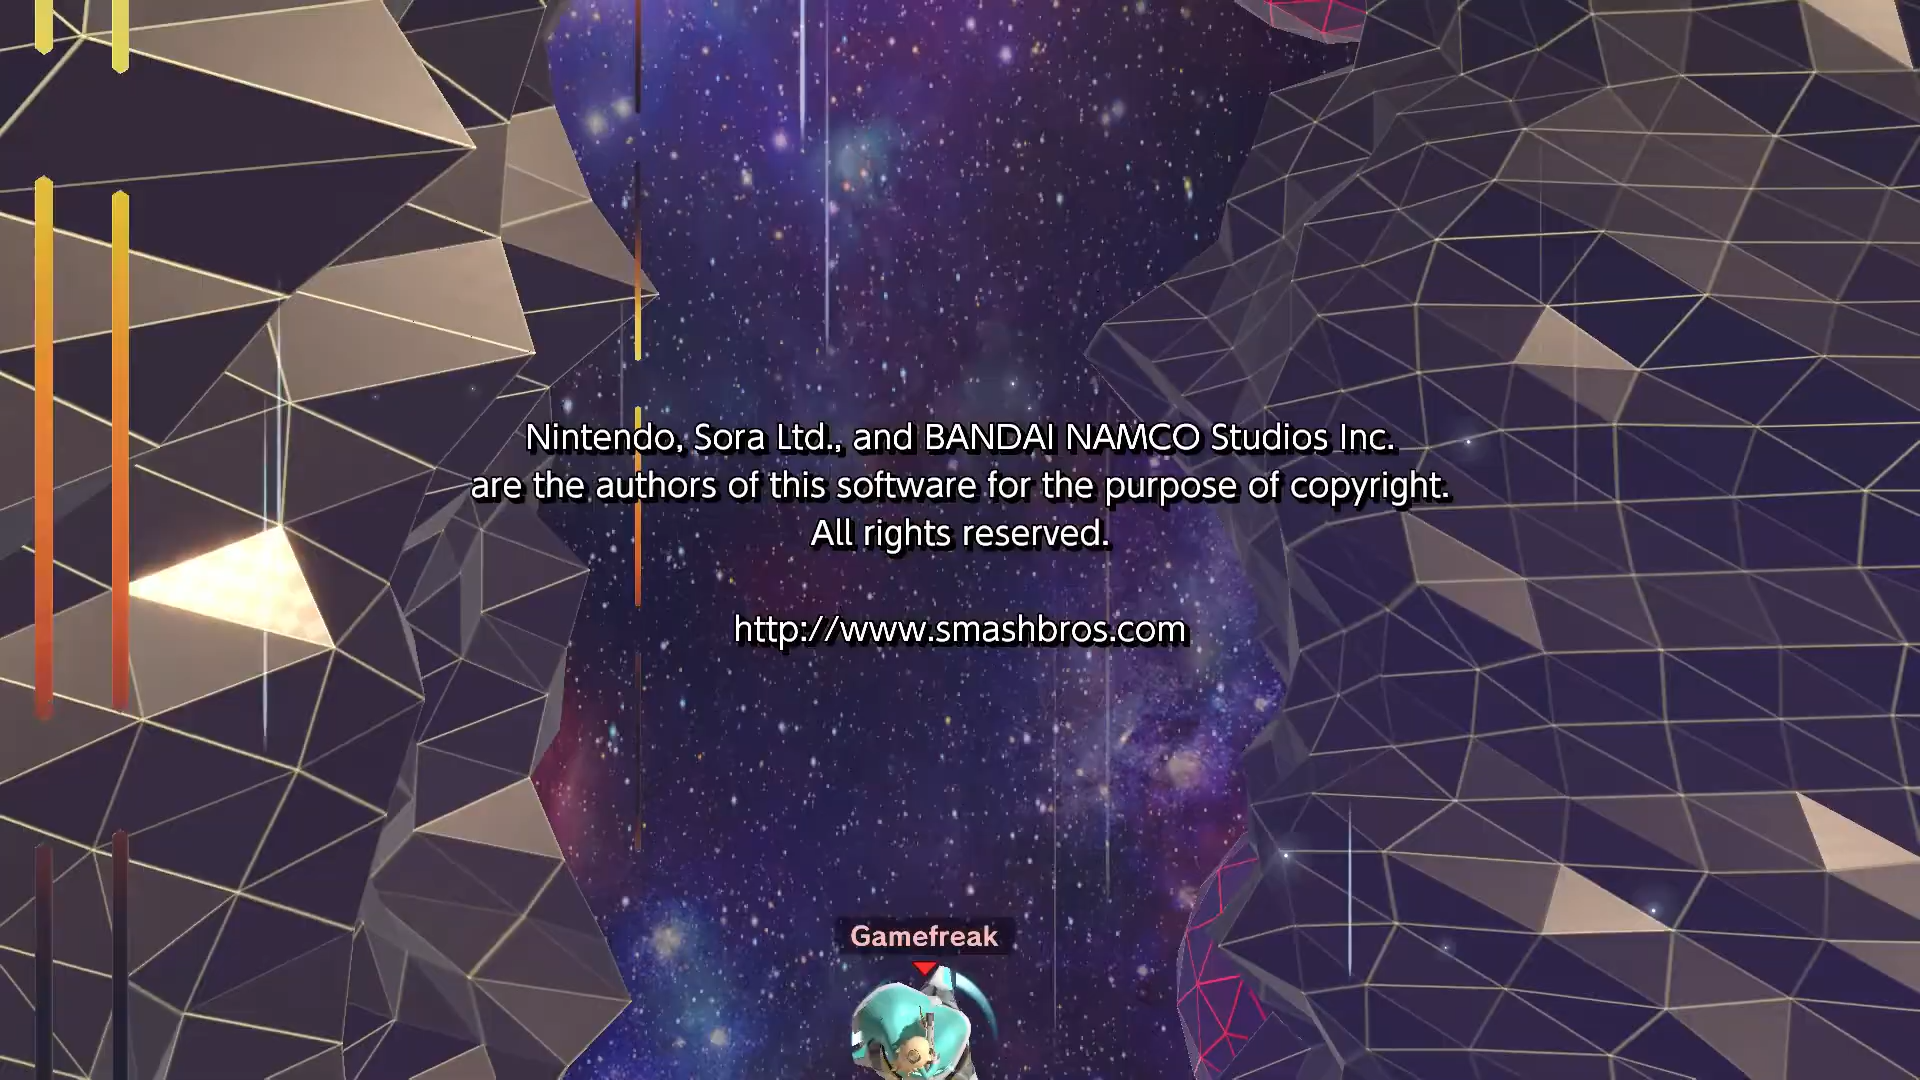 Nintendo, Sora Ltd., and BANDAI NAMCO Studios Inc.
are the authors of this software for the purpose of copyright.
All rights reserved.
http://www.smashbros.com
Gamefreak